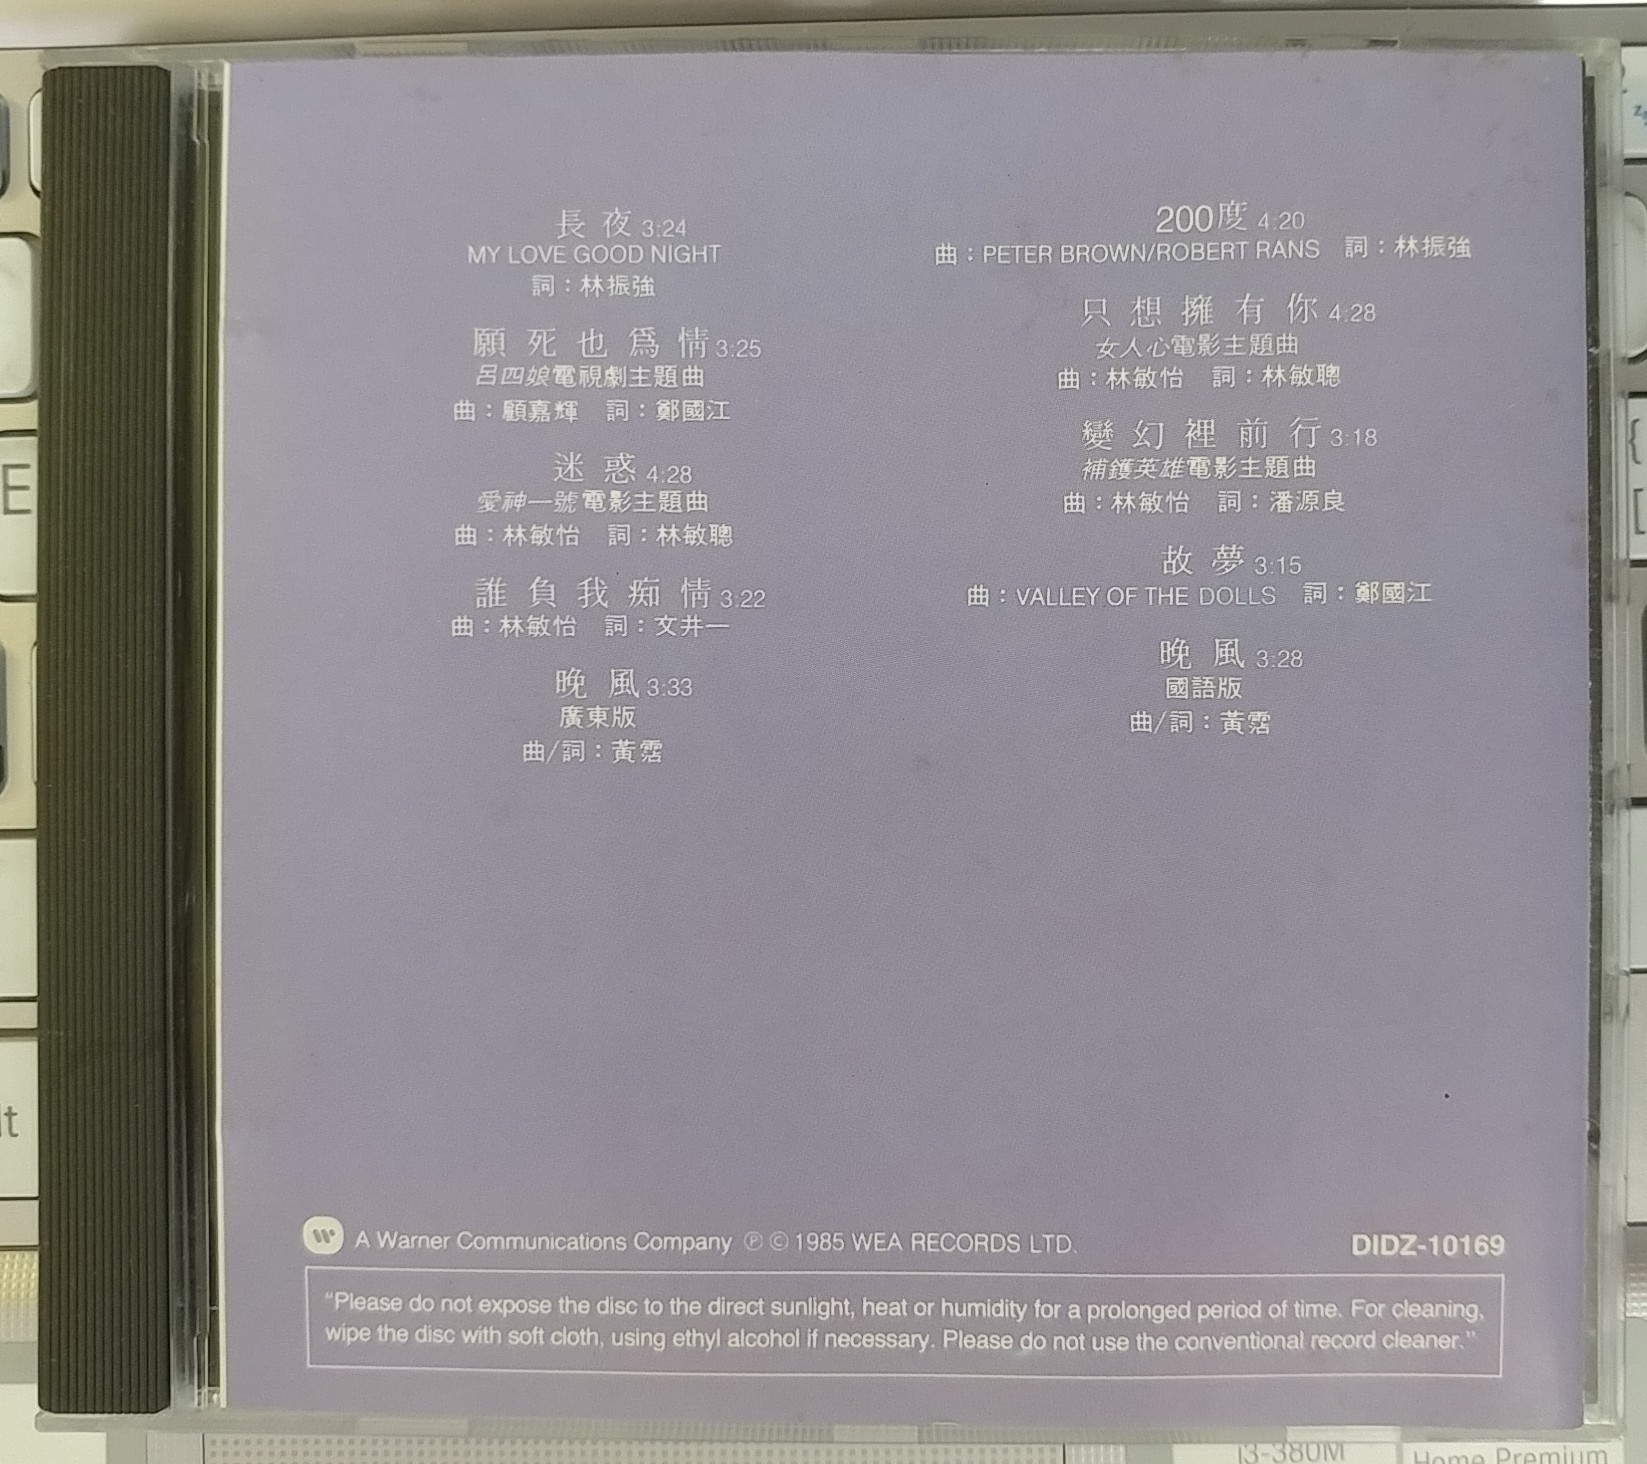 長夜 3:24
MY LOVE GOOD NIGHT
詞：林振強
願死也爲情 3:25
呂四娘電視劇主題曲
曲：顧嘉輝 詞：鄭國江
迷惑 4:28
愛神一號電影主題曲
曲：林敏怡 詞：林敏聰
誰負我痴情 3:22
曲：林敏怡 詞：文井一
晚風 3:33
廣東版
曲/詞：黃霑
200度 4:20
曲：PETER BROWN/ROBERT RANS 詞：林振強
只想擁有你 4:28
女人心電影主題曲
曲：林敏怡 詞：林敏聰
變幻裡前行 3:18
補鑊英雄電影主題曲
曲：林敏怡 詞：潘源良
故夢 3:15
曲：VALLEY OF THE DOLLS 詞：鄭國江
晚風 3:28
國語版
曲/詞：黃霑
A Warner Communications Company Ⓟ © 1985 WEA RECORDS LTD.
DIDZ-10169
"Please do not expose the disc to the direct sunlight, heat or humidity for a prolonged period of time. For cleaning,
wipe the disc with soft cloth, using ethyl alcohol if necessary. Please do not use the conventional record cleaner."
E
lt
i3-380M
Home Premium